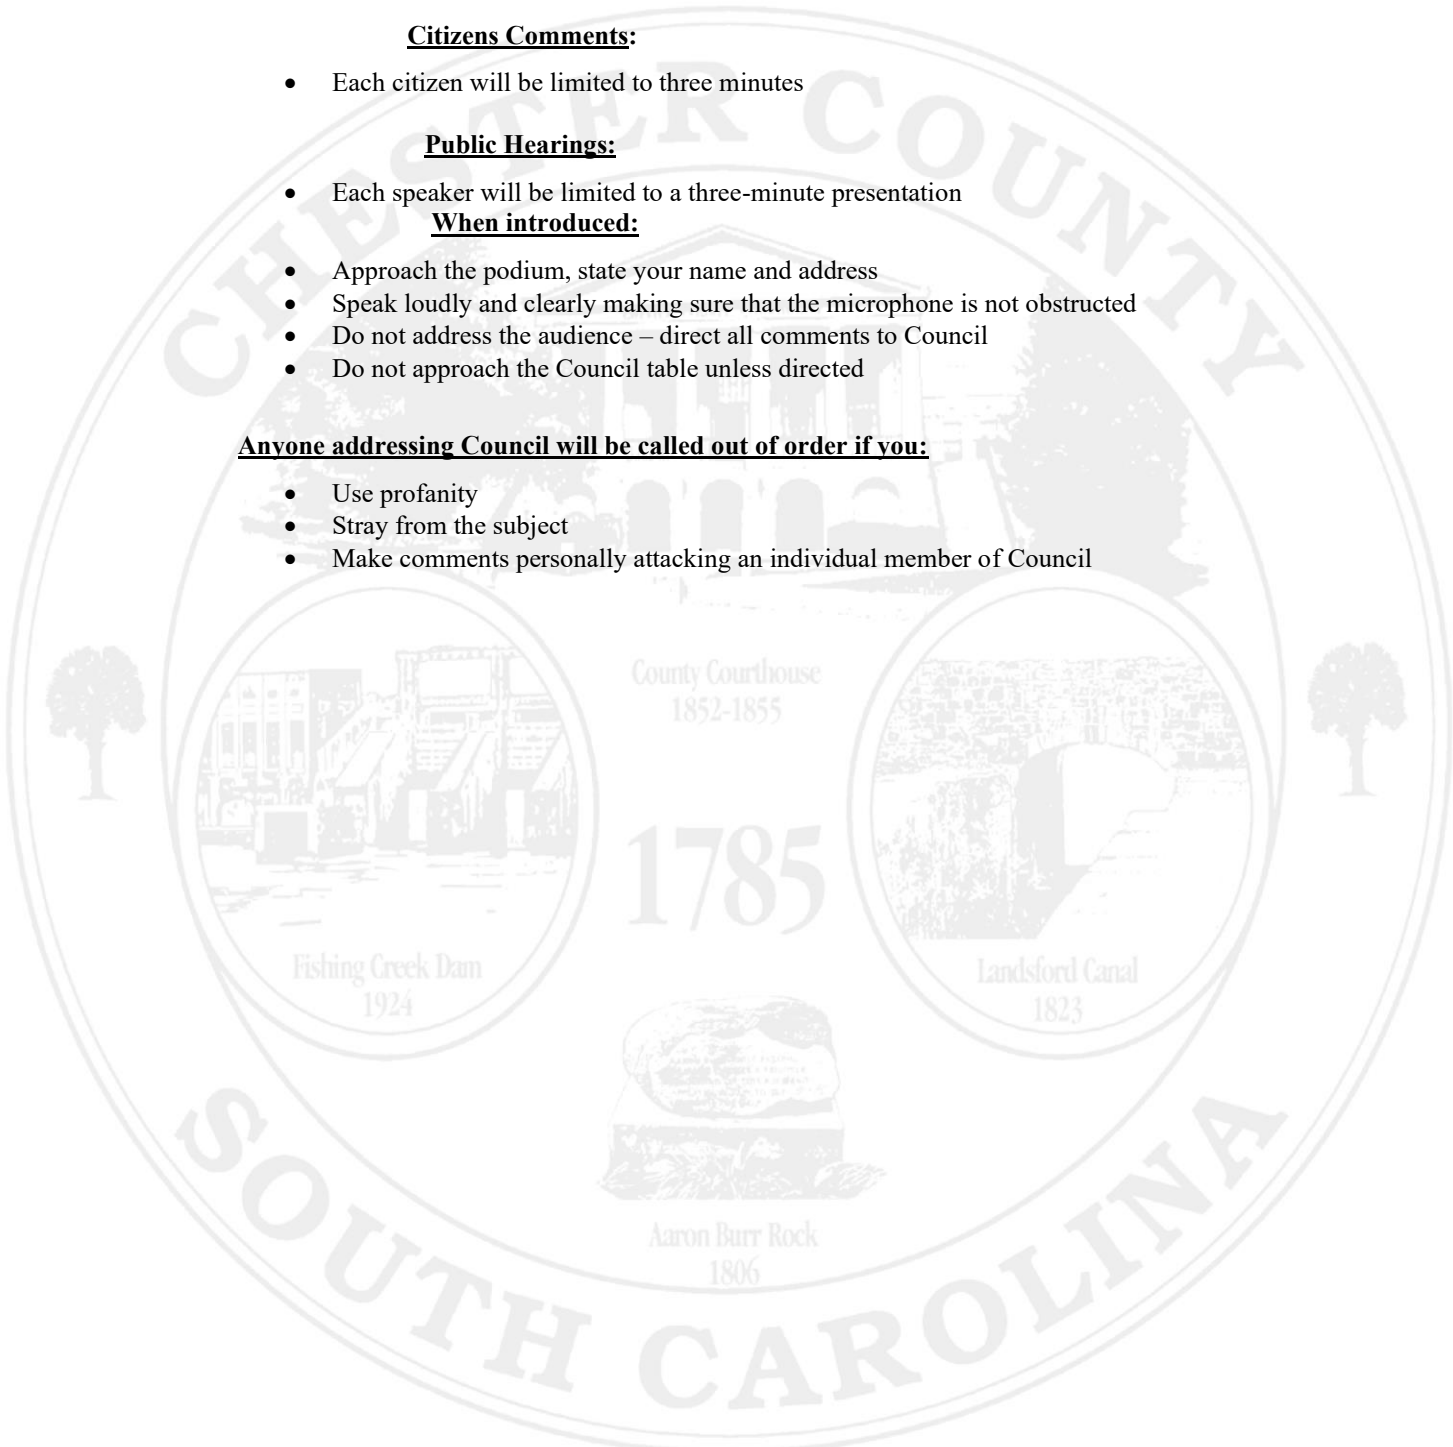 Citizens Comments:
• Each citizen will be limited to three minutes
Public Hearings:
• Each speaker will be limited to a three-minute presentation
When introduced:
• Approach the podium, state your name and address
• Speak loudly and clearly making sure that the microphone is not obstructed
• Do not address the audience – direct all comments to Council
• Do not approach the Council table unless directed
Anyone addressing Council will be called out of order if you:
• Use profanity
• Stray from the subject
• Make comments personally attacking an individual member of Council
CHESTER COUNTY
County Courthouse
1852-1855
1785
Fishing Creek Dam
1924
Landsford Canal
1823
Aaron Burr Rock
1806
SOUTH CAROLINA